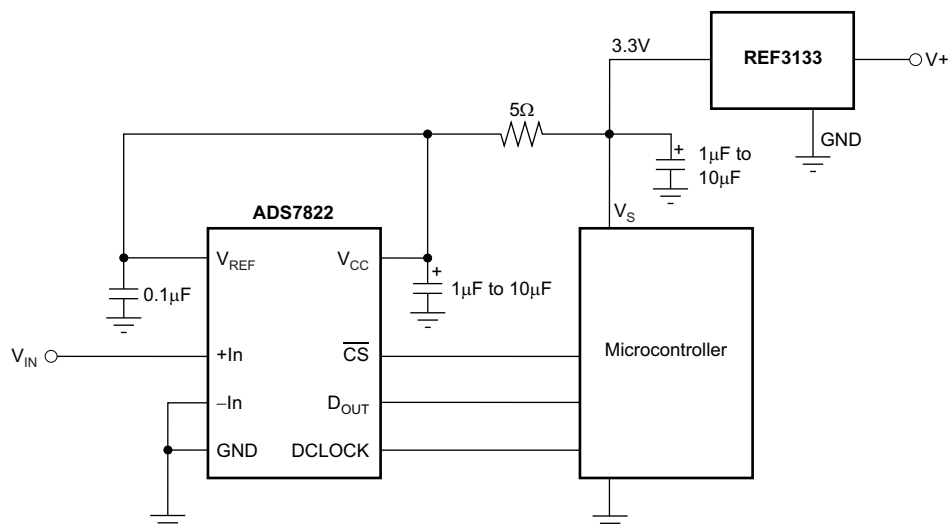 3.3V
REF3133
V+
5Ω
GND
+
1µF to
10µF
ADS7822
V_S
V_REF
V_CC
+
0.1µF
1µF to 10µF
V_IN
+In
C̅S̅
Microcontroller
–In
D_OUT
GND
DCLOCK